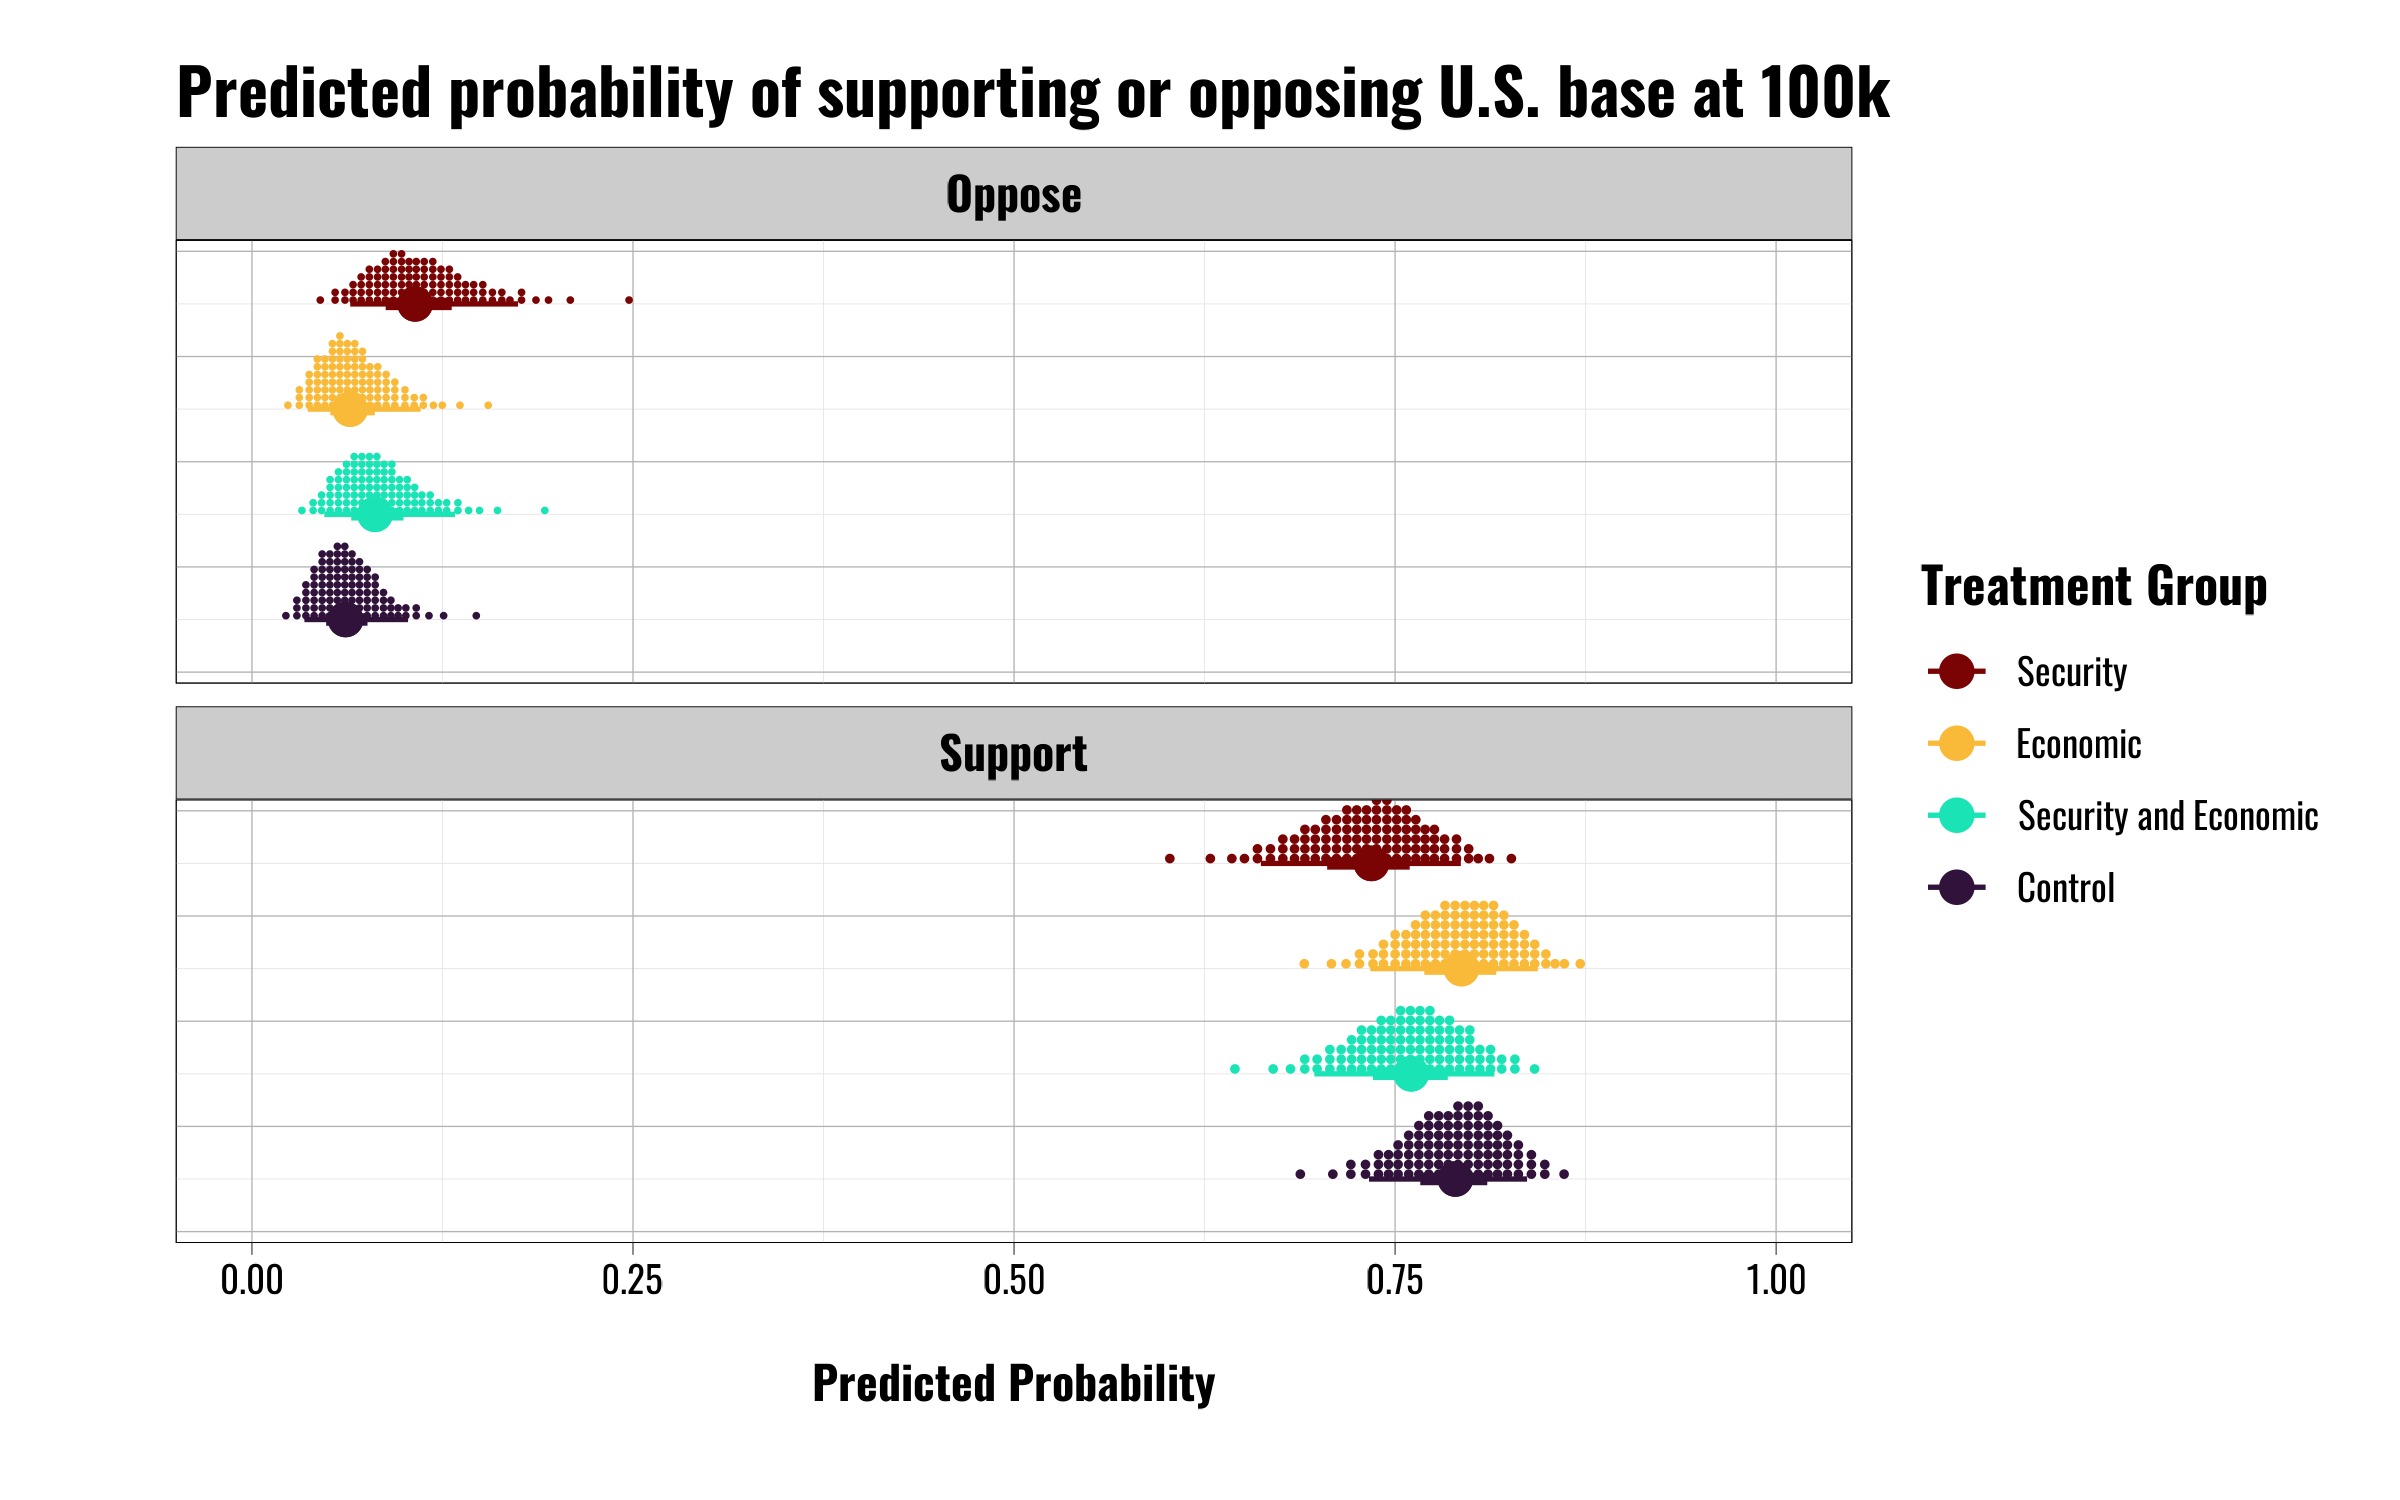 Predicted probability of supporting or opposing U.S. base at 100k
Oppose
Support
0.00
0.25
0.50
0.75
1.00
Predicted Probability
Treatment Group
Security
Economic
Security and Economic
Control